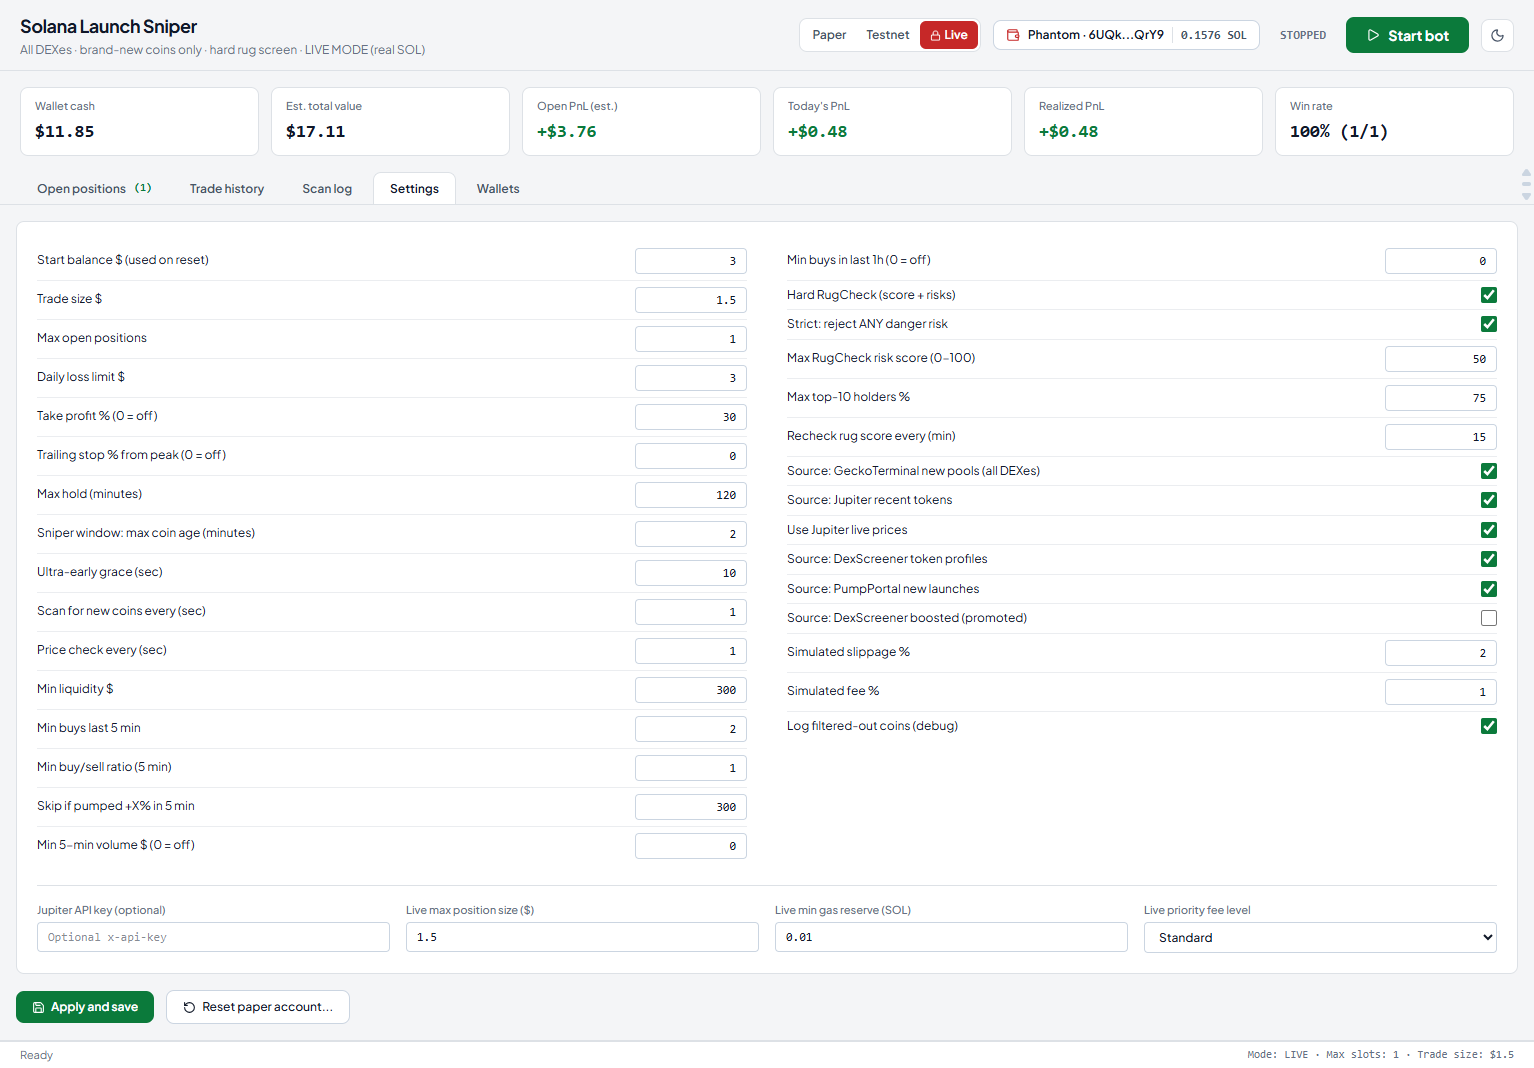 Solana Launch Sniper
All DEXes · brand-new coins only · hard rug screen · LIVE MODE (real SOL)
Paper Testnet Live
Phantom · 6UQk...QrY9 0.1576 SOL
STOPPED
Start bot
Wallet cash
$11.85
Est. total value
$17.11
Open PnL (est.)
+$3.76
Today's PnL
+$0.48
Realized PnL
+$0.48
Win rate
100% (1/1)
Open positions (1) Trade history Scan log Settings Wallets
Start balance $ (used on reset) 3
Trade size $ 1.5
Max open positions 1
Daily loss limit $ 3
Take profit % (0 = off) 30
Trailing stop % from peak (0 = off) 0
Max hold (minutes) 120
Sniper window: max coin age (minutes) 2
Ultra-early grace (sec) 10
Scan for new coins every (sec) 1
Price check every (sec) 1
Min liquidity $ 300
Min buys last 5 min 2
Min buy/sell ratio (5 min) 1
Skip if pumped +X% in 5 min 300
Min 5-min volume $ (0 = off) 0
Min buys in last 1h (0 = off) 0
Hard RugCheck (score + risks)
Strict: reject ANY danger risk
Max RugCheck risk score (0–100) 50
Max top-10 holders % 75
Recheck rug score every (min) 15
Source: GeckoTerminal new pools (all DEXes)
Source: Jupiter recent tokens
Use Jupiter live prices
Source: DexScreener token profiles
Source: PumpPortal new launches
Source: DexScreener boosted (promoted)
Simulated slippage % 2
Simulated fee % 1
Log filtered-out coins (debug)
Jupiter API key (optional)
Optional x-api-key
Live max position size ($)
1.5
Live min gas reserve (SOL)
0.01
Live priority fee level
Standard
Apply and save
Reset paper account...
Ready
Mode: LIVE · Max slots: 1 · Trade size: $1.5